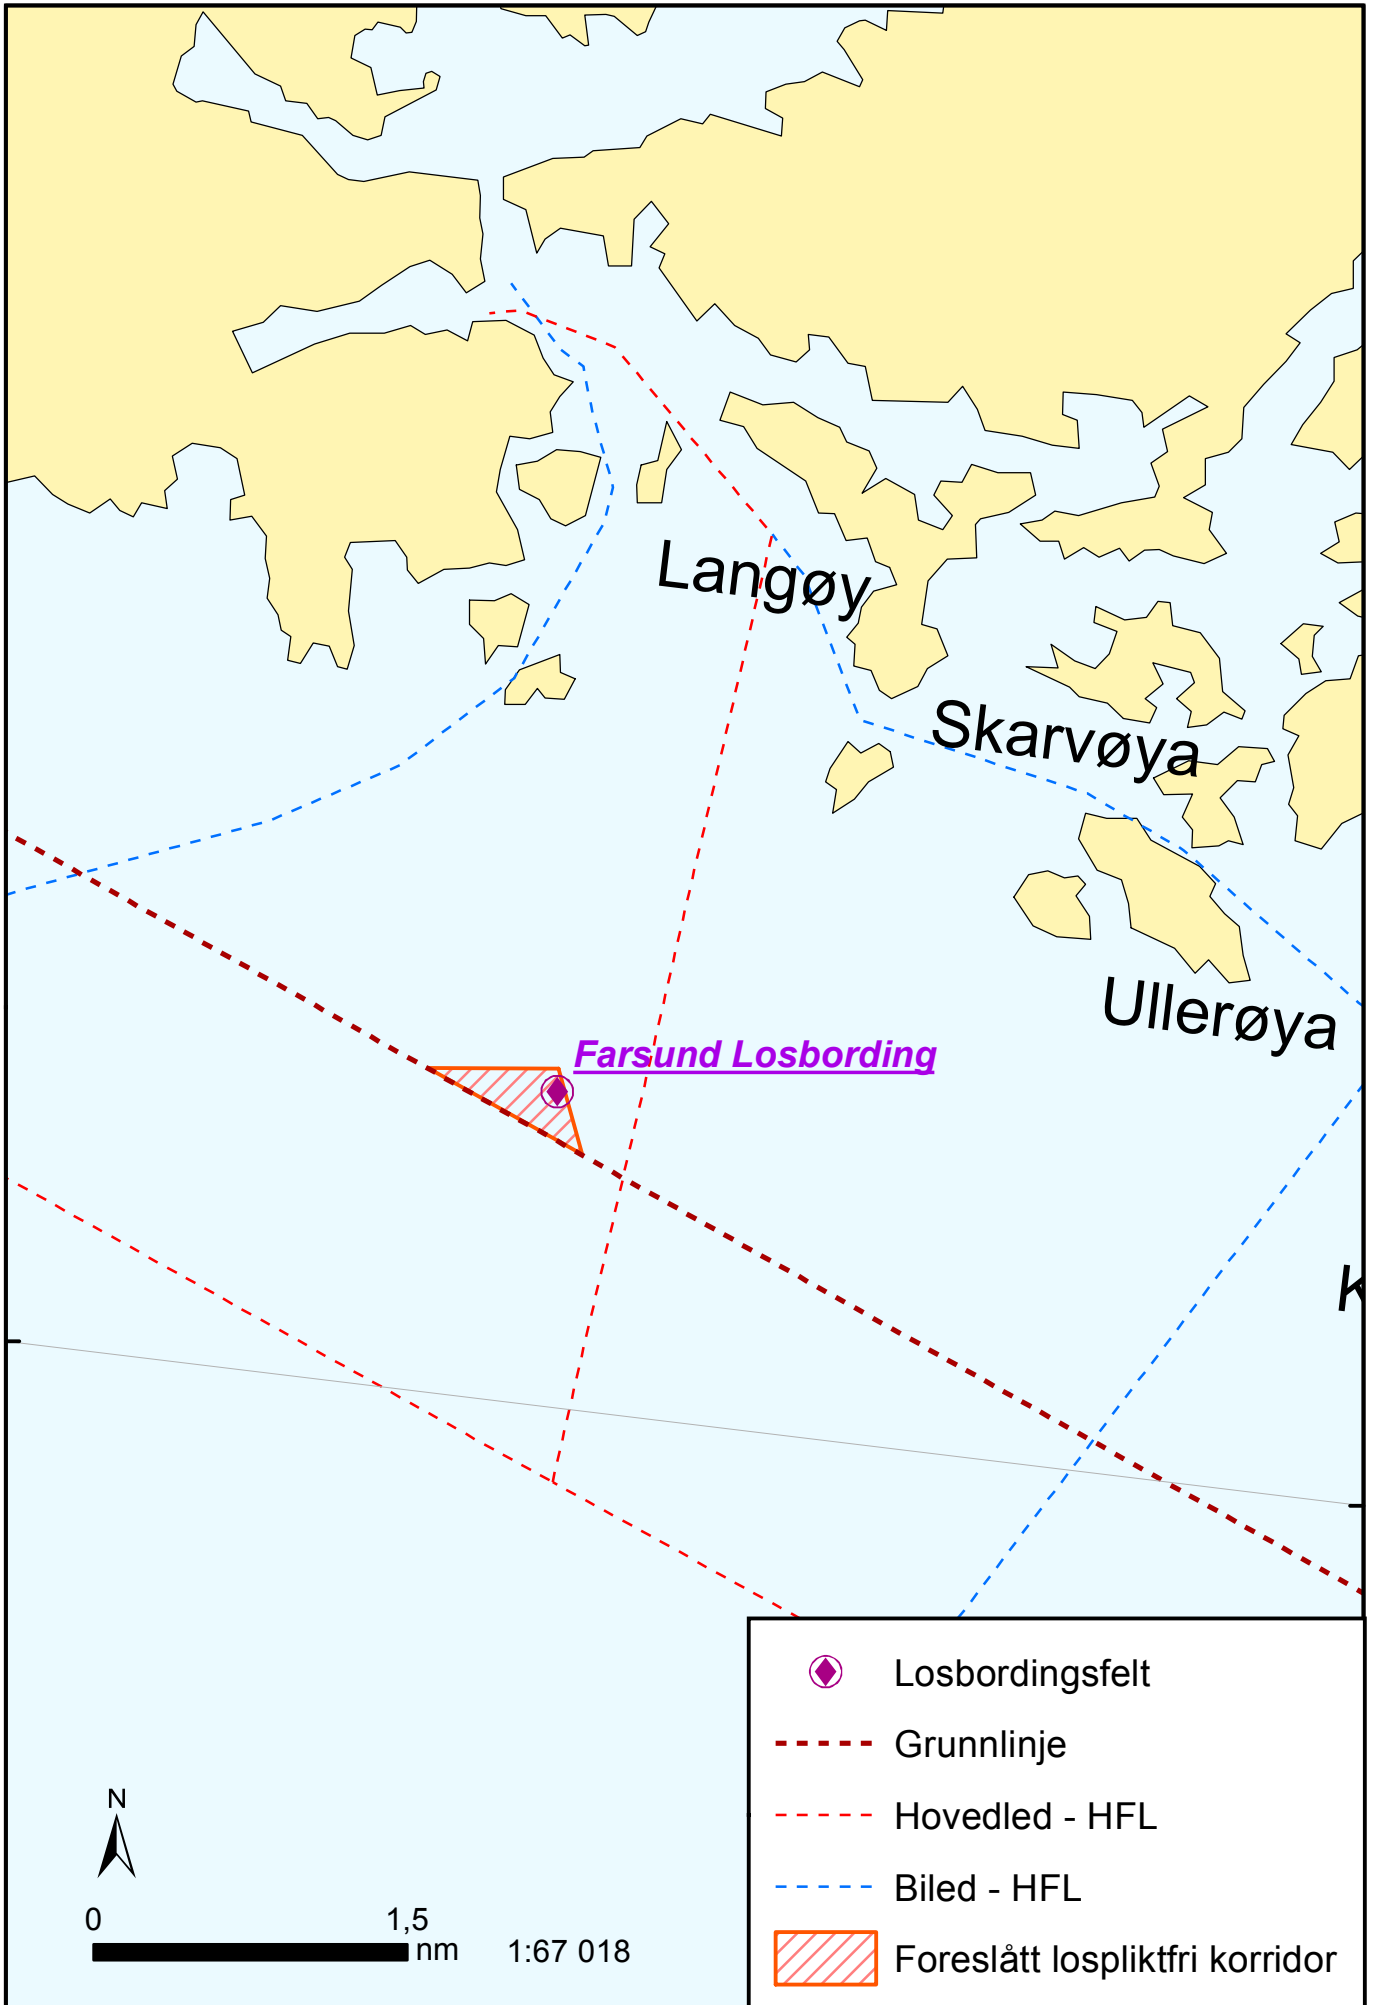 Langøy
Skarvøya
Ullerøya
Farsund Losbording
K
Losbordingsfelt
Grunnlinje
Hovedled - HFL
Biled - HFL
Foreslått lospliktfri korridor
N
0 1,5
nm 1:67 018